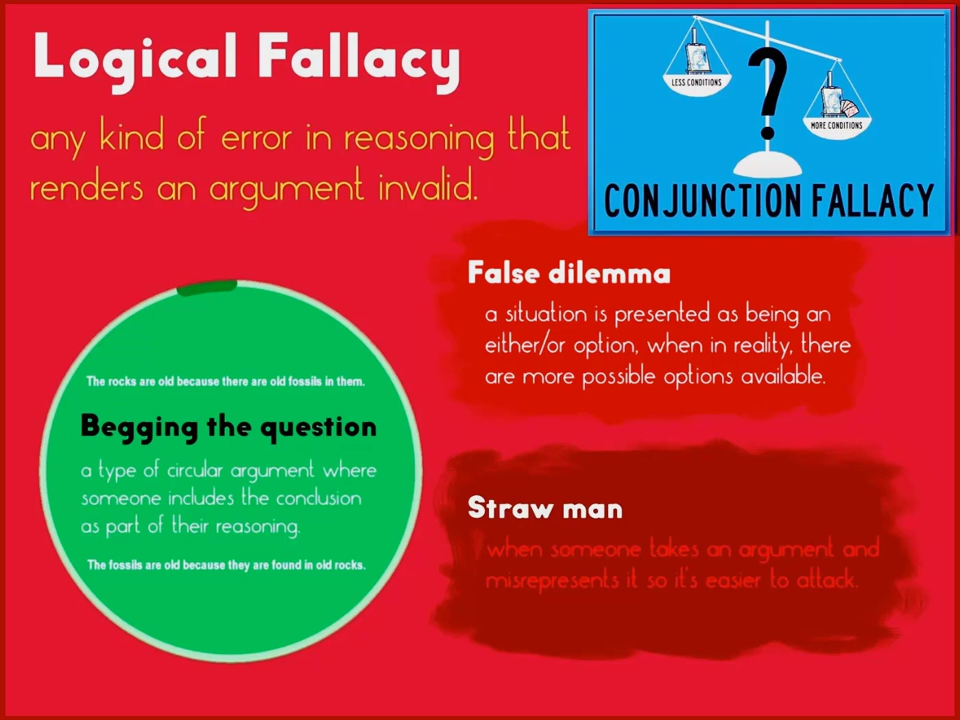 Logical Fallacy
any kind of error in reasoning that
renders an argument invalid.
LESS CONDITIONS
?
MORE CONDITIONS
CONJUNCTION FALLACY
False dilemma
a situation is presented as being an
either/or option, when in reality, there
are more possible options available.
The rocks are old because there are old fossils in them.
Begging the question
a type of circular argument where
someone includes the conclusion
as part of their reasoning.
The fossils are old because they are found in old rocks.
Straw man
when someone takes an argument and
misrepresents it so it's easier to attack.